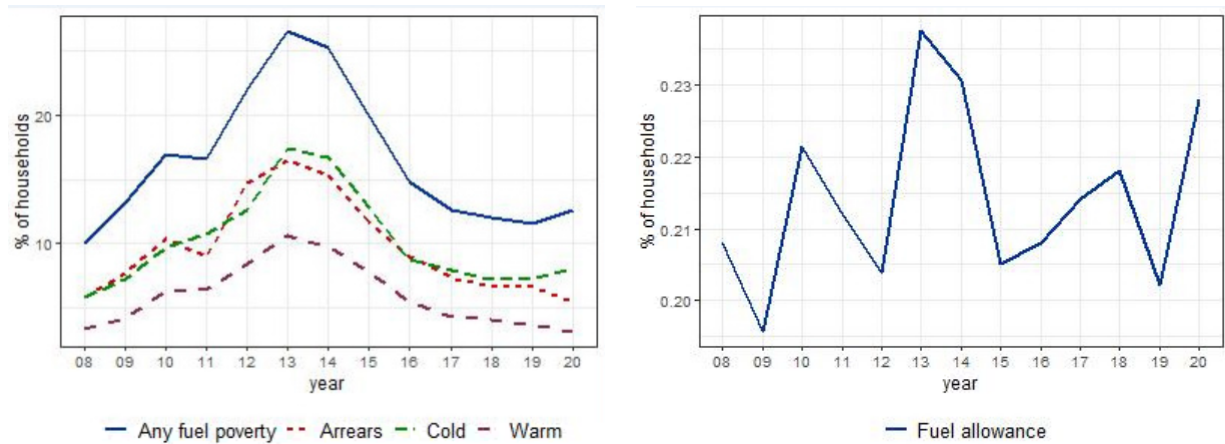 % of households
20
10
08 09 10 11 12 13 14 15 16 17 18 19 20
year
Any fuel poverty Arrears Cold Warm
% of households
0.23
0.22
0.21
0.20
08 09 10 11 12 13 14 15 16 17 18 19 20
year
Fuel allowance